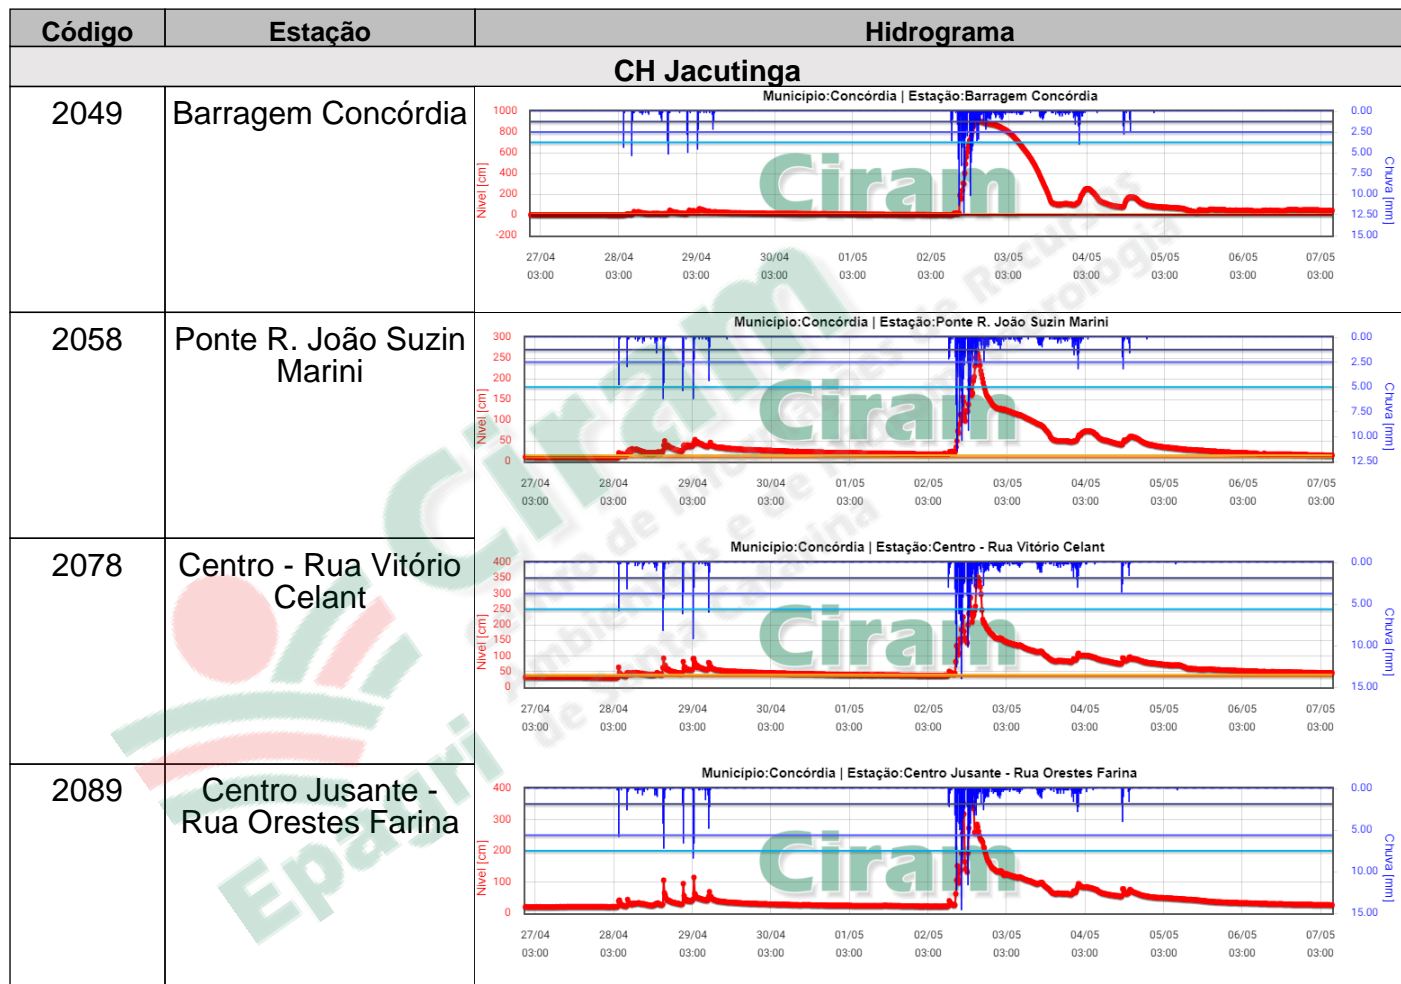 Código Estação Hidrograma
CH Jacutinga
2049 Barragem Concórdia
Município:Concórdia | Estação:Barragem Concórdia
1000 0.00
800 2.50
600 5.00
400 7.50
200 10.00
0 12.50
-200 15.00
Nível [cm]
Chuva [mm]
27/04 28/04 29/04 30/04 01/05 02/05 03/05 04/05 05/05 06/05 07/05
03:00 03:00 03:00 03:00 03:00 03:00 03:00 03:00 03:00 03:00 03:00
2058 Ponte R. João Suzin
Marini
Município:Concórdia | Estação:Ponte R. João Suzin Marini
300 0.00
250 2.50
200 5.00
150 7.50
100 10.00
50
0 12.50
Nível [cm]
Chuva [mm]
27/04 28/04 29/04 30/04 01/05 02/05 03/05 04/05 05/05 06/05 07/05
03:00 03:00 03:00 03:00 03:00 03:00 03:00 03:00 03:00 03:00 03:00
2078 Centro - Rua Vitório
Celant
Município:Concórdia | Estação:Centro - Rua Vitório Celant
400 0.00
350
300 5.00
250
200
150 10.00
100
50
0 15.00
Nível [cm]
Chuva [mm]
27/04 28/04 29/04 30/04 01/05 02/05 03/05 04/05 05/05 06/05 07/05
03:00 03:00 03:00 03:00 03:00 03:00 03:00 03:00 03:00 03:00 03:00
2089 Centro Jusante -
Rua Orestes Farina
Município:Concórdia | Estação:Centro Jusante - Rua Orestes Farina
400 0.00
300 5.00
200
100 10.00
0 15.00
Nível [cm]
Chuva [mm]
27/04 28/04 29/04 30/04 01/05 02/05 03/05 04/05 05/05 06/05 07/05
03:00 03:00 03:00 03:00 03:00 03:00 03:00 03:00 03:00 03:00 03:00
Ciram
Ciram
Ciram
Ciram
Epagri
Ciram
Centro de Informações de Recursos
Ambientais e de Hidrometeorologia
de Santa Catarina